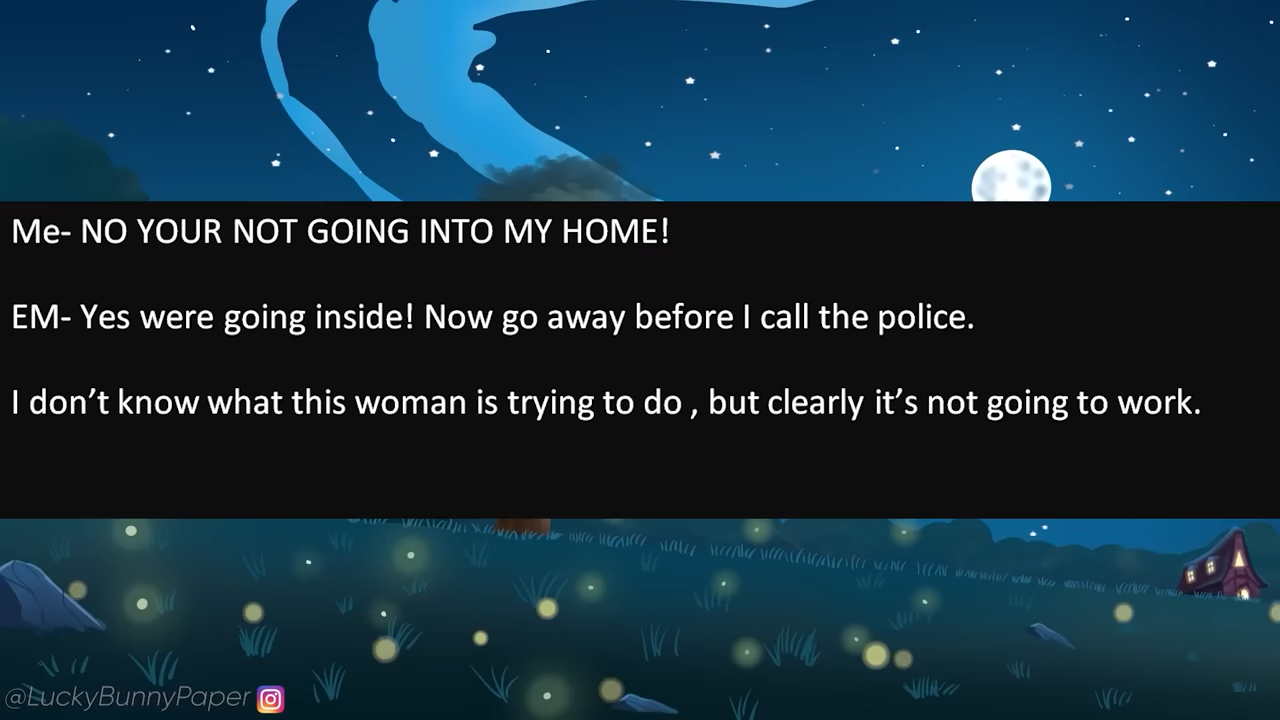 Me- NO YOUR NOT GOING INTO MY HOME!
EM- Yes were going inside! Now go away before I call the police.
I don’t know what this woman is trying to do , but clearly it’s not going to work.
@LuckyBunnyPaper